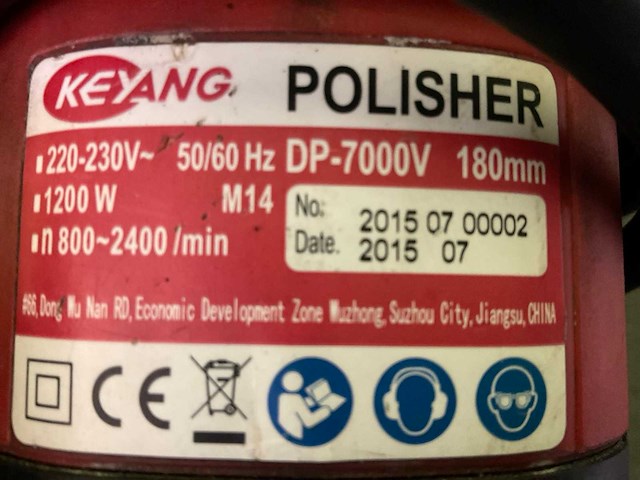 KEYANG POLISHER
▪220-230V~ 50/60 Hz DP-7000V 180mm
▪1200 W M14
▪n 800~2400 /min
No: 2015 07 00002
Date. 2015 07
#66, Dong Wu Nan RD, Economic Development Zone Wuzhong, Suzhou City, Jiangsu, CHINA
CE